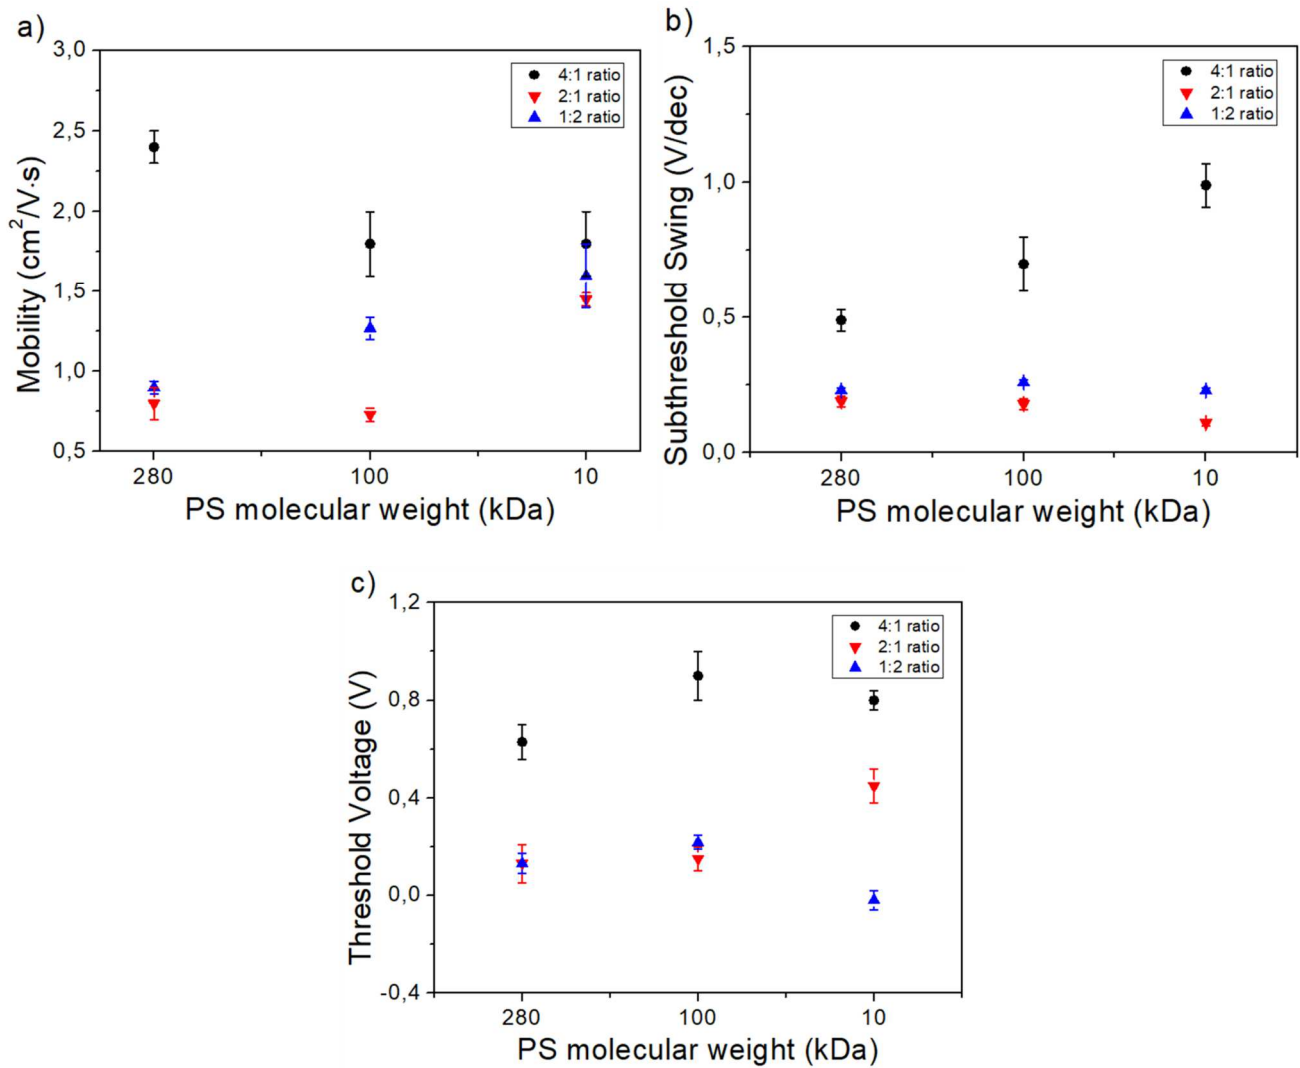 a)
3,0
2,5
2,0
1,5
1,0
0,5
Mobility (cm²/V·s)
4:1 ratio
2:1 ratio
1:2 ratio
280 100 10
PS molecular weight (kDa)
b)
1,5
1,0
0,5
0,0
Subthreshold Swing (V/dec)
4:1 ratio
2:1 ratio
1:2 ratio
280 100 10
PS molecular weight (kDa)
c)
1,2
0,8
0,4
0,0
-0,4
Threshold Voltage (V)
4:1 ratio
2:1 ratio
1:2 ratio
280 100 10
PS molecular weight (kDa)